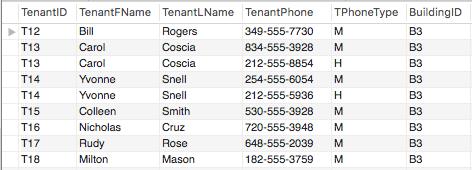 TenantID TenantFName TenantLName TenantPhone TPhoneType BuildingID
T12 Bill Rogers 349-555-7730 M B3
T13 Carol Coscia 834-555-3928 M B3
T13 Carol Coscia 212-555-8854 H B3
T14 Yvonne Snell 254-555-6054 M B3
T14 Yvonne Snell 212-555-5936 H B3
T15 Colleen Smith 530-555-3928 M B3
T16 Nicholas Cruz 720-555-3948 M B3
T17 Rudy Rose 648-555-2039 M B3
T18 Milton Mason 182-555-3759 M B3